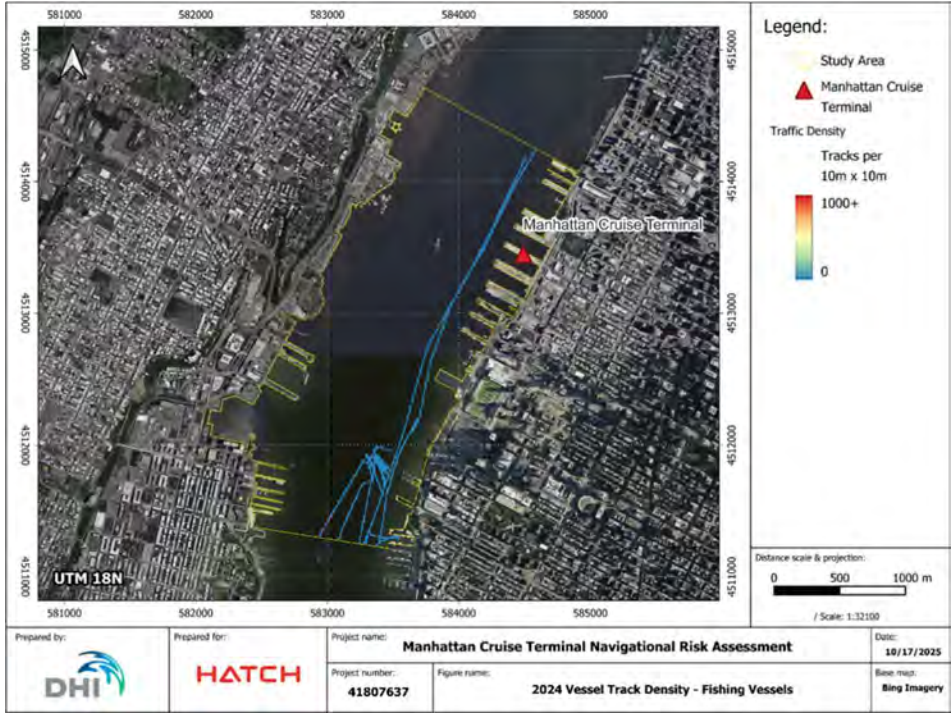 581000 582000 583000 584000 585000
Legend:
Study Area
Manhattan Cruise
Terminal
Traffic Density
Tracks per
10m x 10m
1000+
0
4515000
4514000
4513000
4512000
4511000
4515000
4514000
4513000
4512000
4511000
Manhattan Cruise Terminal
UTM 18N
581000 582000 583000 584000 585000
Distance scale & projection:
0 500 1000 m
/ Scale: 1:32100
Prepared by:
DHI
Prepared for:
HATCH
Project name:
Manhattan Cruise Terminal Navigational Risk Assessment
Date:
10/17/2025
Project number:
41807637
Figure name:
2024 Vessel Track Density - Fishing Vessels
Base map:
Bing Imagery